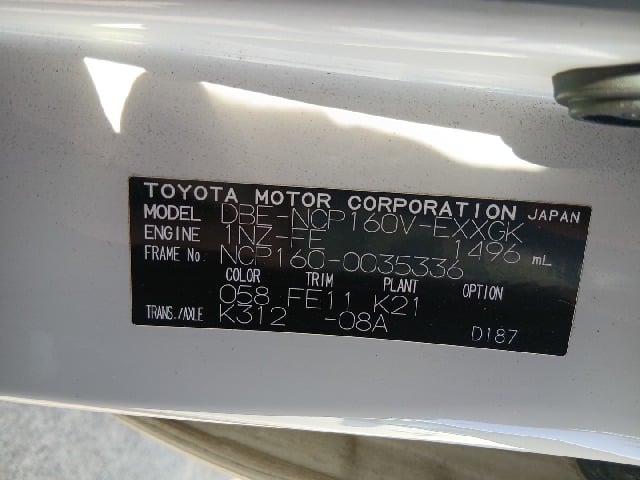 TOYOTA MOTOR CORPORATION JAPAN
MODEL DBE-NCP160V-EXXGK
ENGINE 1NZ-FE 1496 mL
FRAME No. NCP160-0035336
COLOR TRIM PLANT OPTION
058 FE11 K21
TRANS./AXLE K312 -08A D187